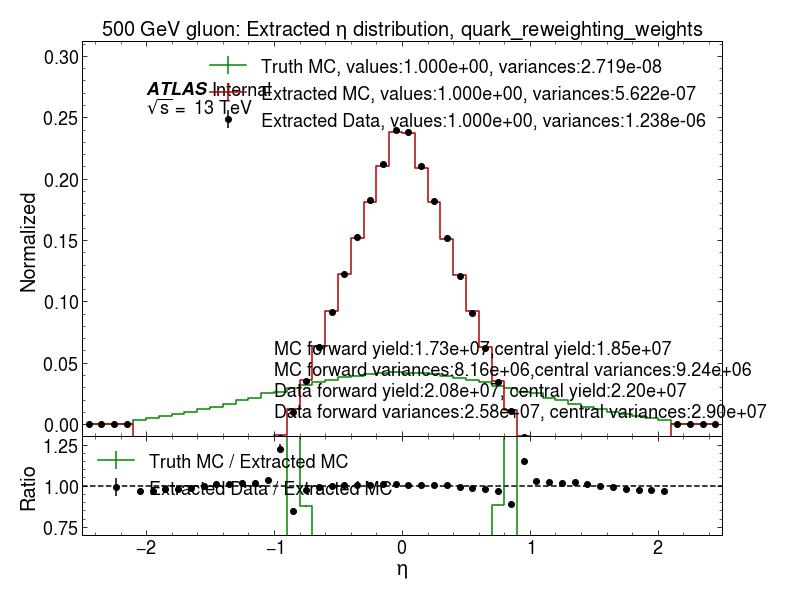 500 GeV gluon: Extracted η distribution, quark_reweighting_weights
Truth MC, values:1.000e+00, variances:2.719e-08
ATLAS Internal
Extracted MC, values:1.000e+00, variances:5.622e-07
√s = 13 TeV
Extracted Data, values:1.000e+00, variances:1.238e-06
0.30
0.25
0.20
0.15
0.10
0.05
0.00
Normalized
MC forward yield:1.73e+07,central yield:1.85e+07
MC forward variances:8.16e+06,central variances:9.24e+06
Data forward yield:2.08e+07, central yield:2.20e+07
Data forward variances:2.58e+07, central variances:2.90e+07
1.25
1.00
0.75
Ratio
Truth MC / Extracted MC
Extracted Data / Extracted MC
−2 −1 0 1 2
η